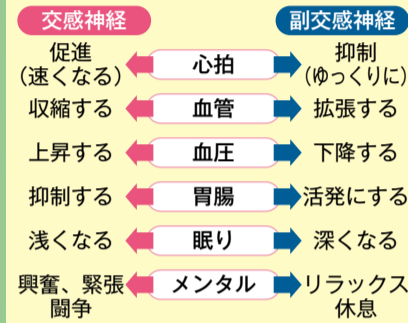 交感神経 副交感神経
促進 抑制
(速くなる) 心拍 (ゆっくりに)
収縮する 血管 拡張する
上昇する 血圧 下降する
抑制する 胃腸 活発にする
浅くなる 眠り 深くなる
興奮、緊張 メンタル リラックス
闘争 休息